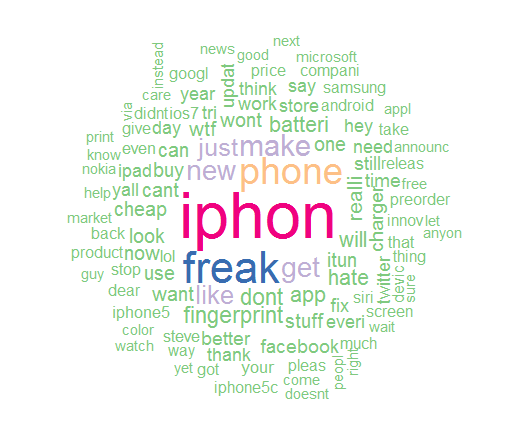 next
news good
instead microsoft
googl price compani
updat think say samsung
care year work store android
via didnt ios7 tri wont batteri appl
give day wtf hey take
print even can just make one need announc
know still releas
nokia ipad buy new phone time free
help yall cant realli preorder
market cheap iphon charger innov let
back look will that anyon
product now lol freak get itun thing
guy stop use hate twitter devic sure
dear want like dont app siri
iphone5 fingerprint fix screen
color stuff everi wait
watch steve better facebook much
way thank your pleas right
yet got come peopl
iphone5c doesnt